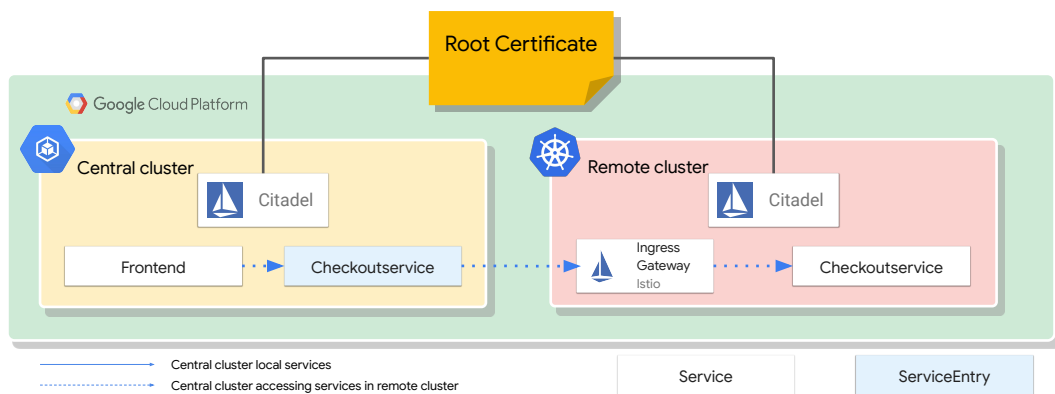 Root Certificate
Google Cloud Platform
Central cluster
Remote cluster
Citadel
Citadel
Frontend
Checkoutservice
Ingress
Gateway
Istio
Checkoutservice
Central cluster local services
Central cluster accessing services in remote cluster
Service
ServiceEntry